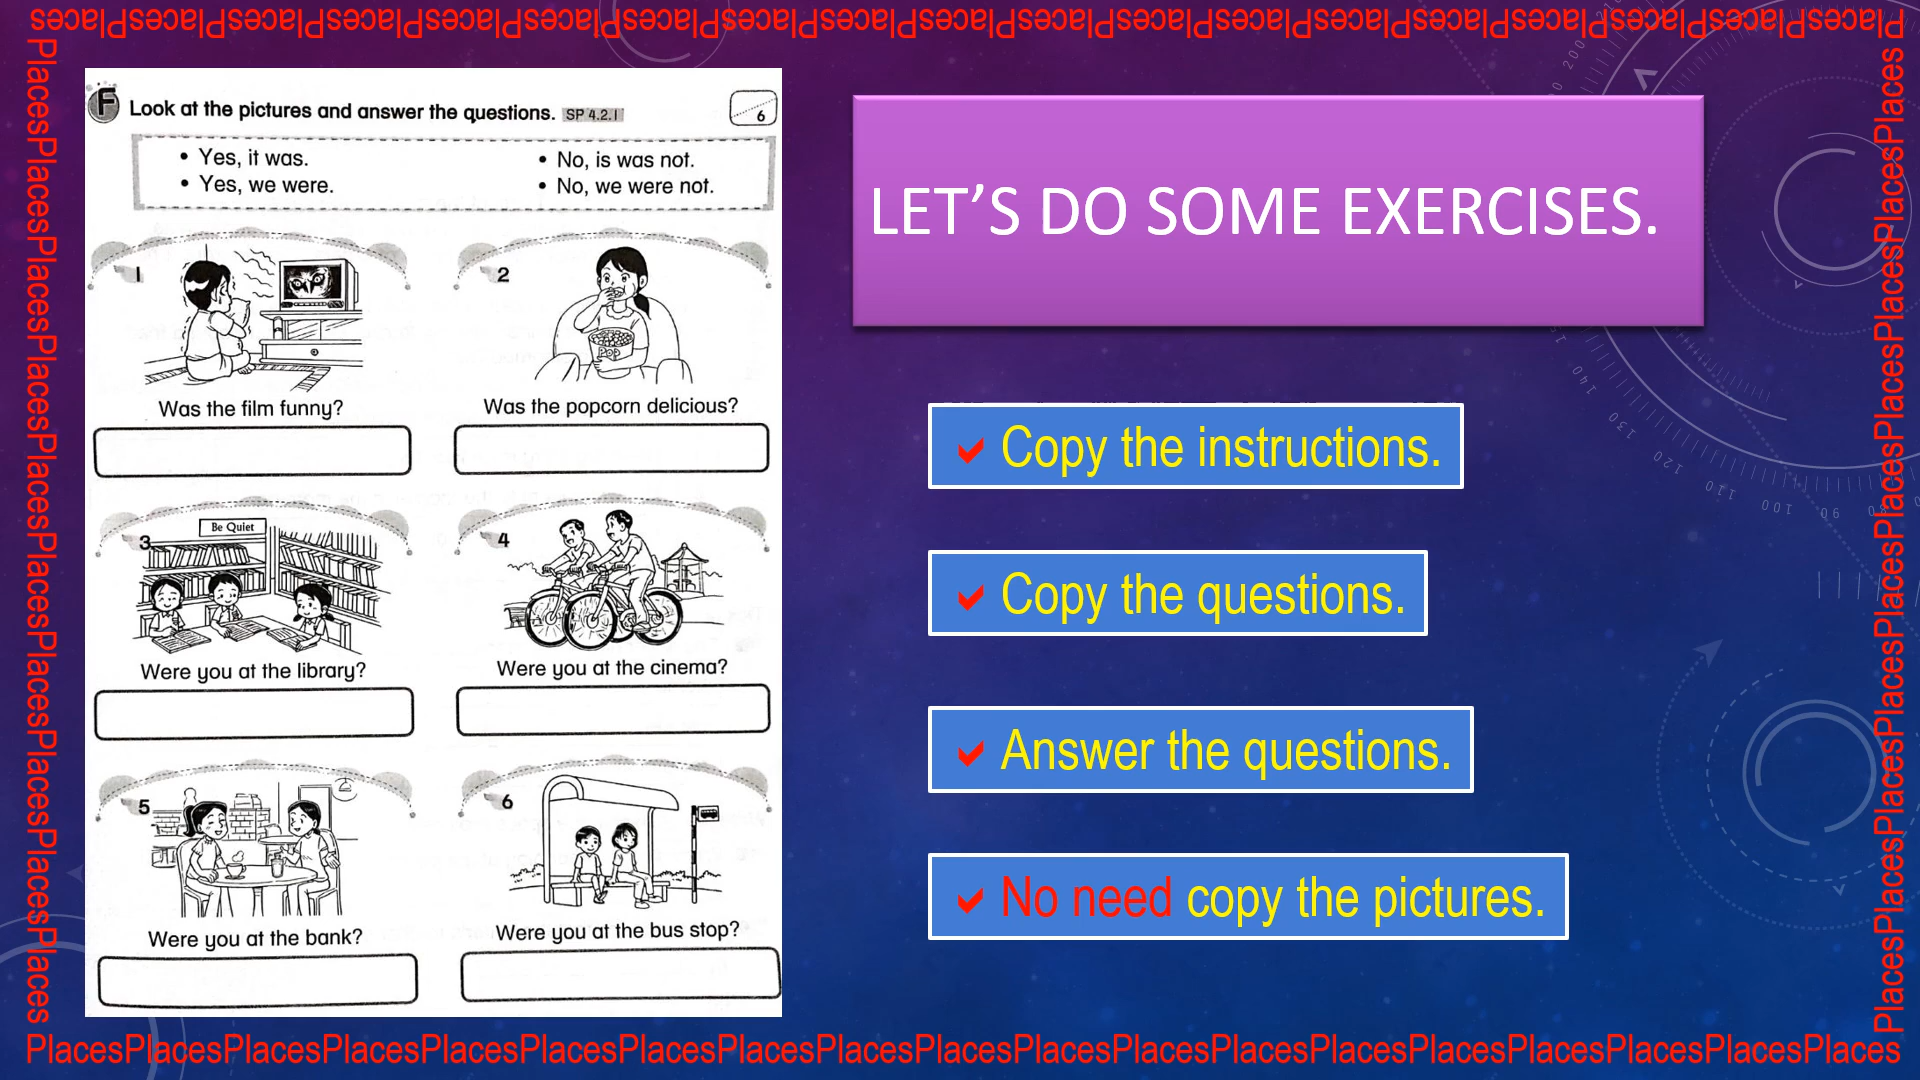 PlacesPlacesPlacesPlacesPlacesPlacesPlacesPlacesPlacesPlacesPlacesPlacesPlacesPlacesPlacesPlacesPlacesPlacesPlaces
PlacesPlacesPlacesPlacesPlacesPlacesPlacesPlacesPlacesPlaces
F Look at the pictures and answer the questions. SP 4.2.1
6
• Yes, it was.
• No, is was not.
• Yes, we were.
• No, we were not.
1
2
POP
Was the film funny?
Was the popcorn delicious?
Be Quiet
3
4
Were you at the library?
Were you at the cinema?
5
6
Were you at the bank?
Were you at the bus stop?
LET'S DO SOME EXERCISES.
Copy the instructions.
Copy the questions.
Answer the questions.
No need copy the pictures.
PlacesPlacesPlacesPlacesPlacesPlacesPlacesPlacesPlacesPlaces
PlacesPlacesPlacesPlacesPlacesPlacesPlacesPlacesPlacesPlacesPlacesPlacesPlacesPlacesPlacesPlacesPlacesPlacesPlaces